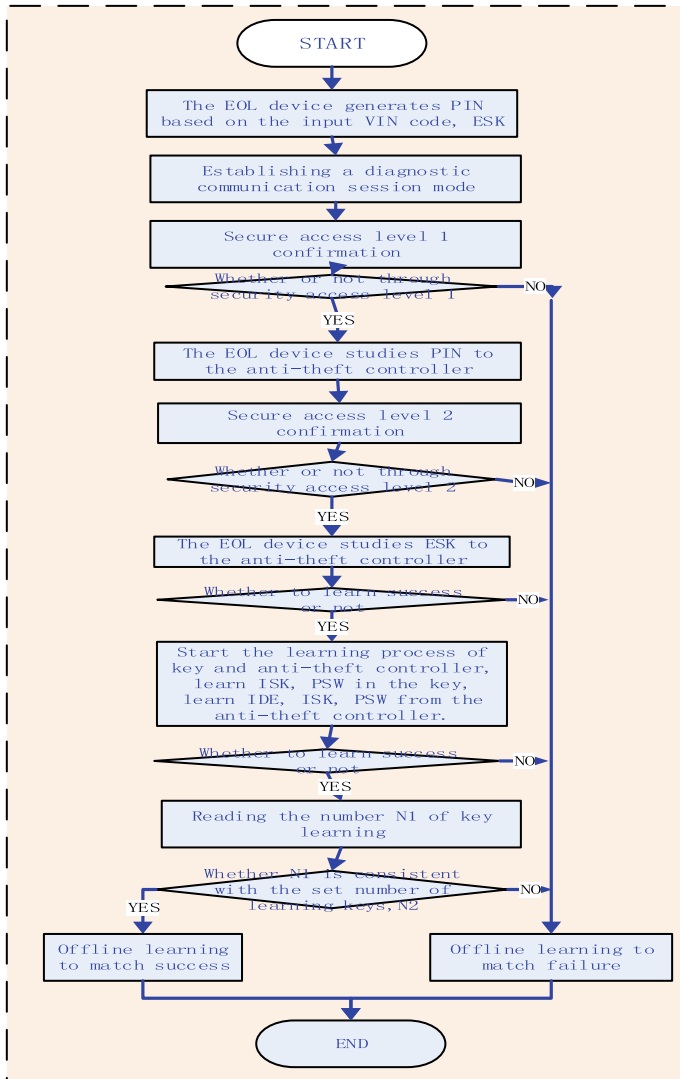 START
The EOL device generates PIN
based on the input VIN code, ESK
Establishing a diagnostic
communication session mode
Secure access level 1
confirmation
Whether or not through
security access level 1
NO
YES
The EOL device studies PIN to
the anti-theft controller
Secure access level 2
confirmation
Whether or not through
security access level 2
NO
YES
The EOL device studies ESK to
the anti-theft controller
Whether to learn success
or not
NO
YES
Start the learning process of
key and anti-theft controller,
learn ISK, PSW in the key,
learn IDE, ISK, PSW from the
anti-theft controller.
Whether to learn success
or not
NO
YES
Reading the number N1 of key
learning
Whether N1 is consistent
with the set number of
learning keys,N2
NO
YES
Offline learning
to match success
Offline learning to
match failure
END